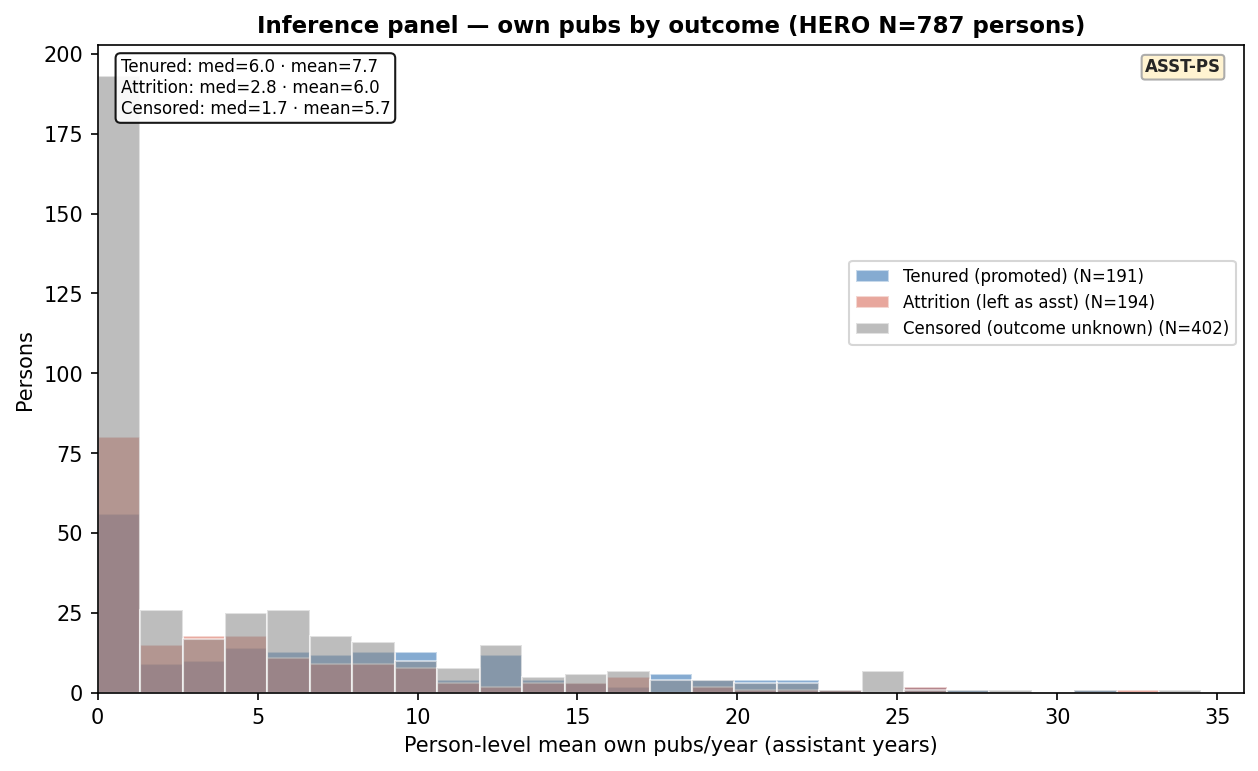 Inference panel — own pubs by outcome (HERO N=787 persons)
Tenured: med=6.0 · mean=7.7
Attrition: med=2.8 · mean=6.0
Censored: med=1.7 · mean=5.7
ASST-PS
Tenured (promoted) (N=191)
Attrition (left as asst) (N=194)
Censored (outcome unknown) (N=402)
Persons
200
175
150
125
100
75
50
25
0
0 5 10 15 20 25 30 35
Person-level mean own pubs/year (assistant years)